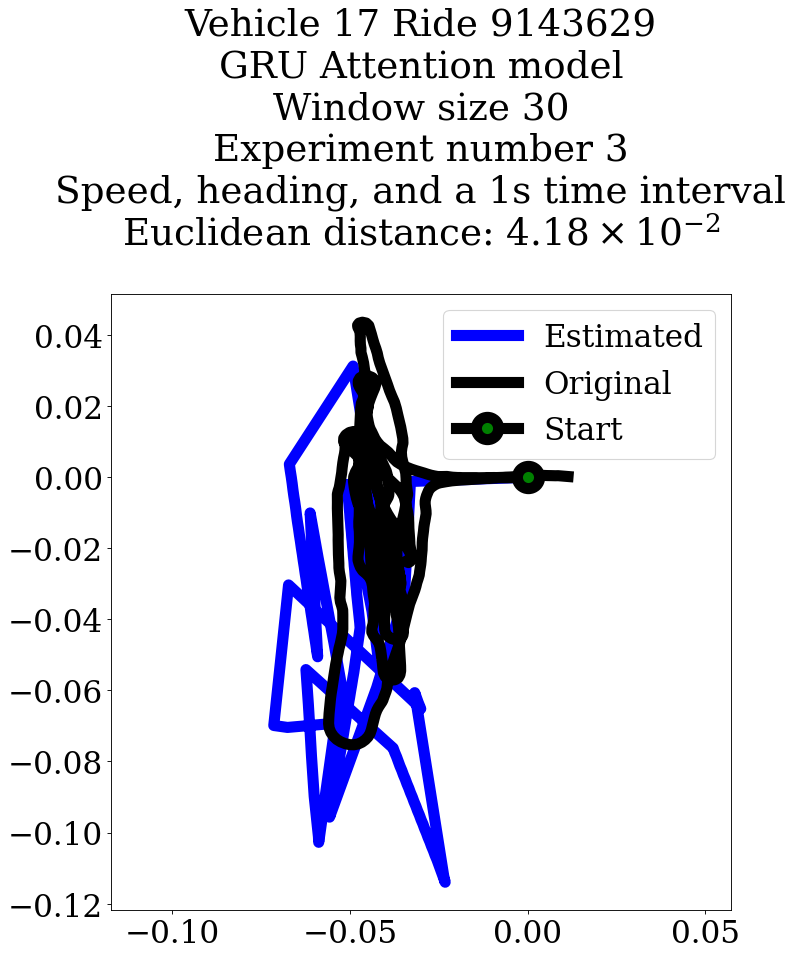 Vehicle 17 Ride 9143629
GRU Attention model
Window size 30
Experiment number 3
Speed, heading, and a 1s time interval
Euclidean distance: 4.18 × 10⁻²
Estimated
Original
Start
0.04
0.02
0.00
−0.02
−0.04
−0.06
−0.08
−0.10
−0.12
−0.10 −0.05 0.00 0.05